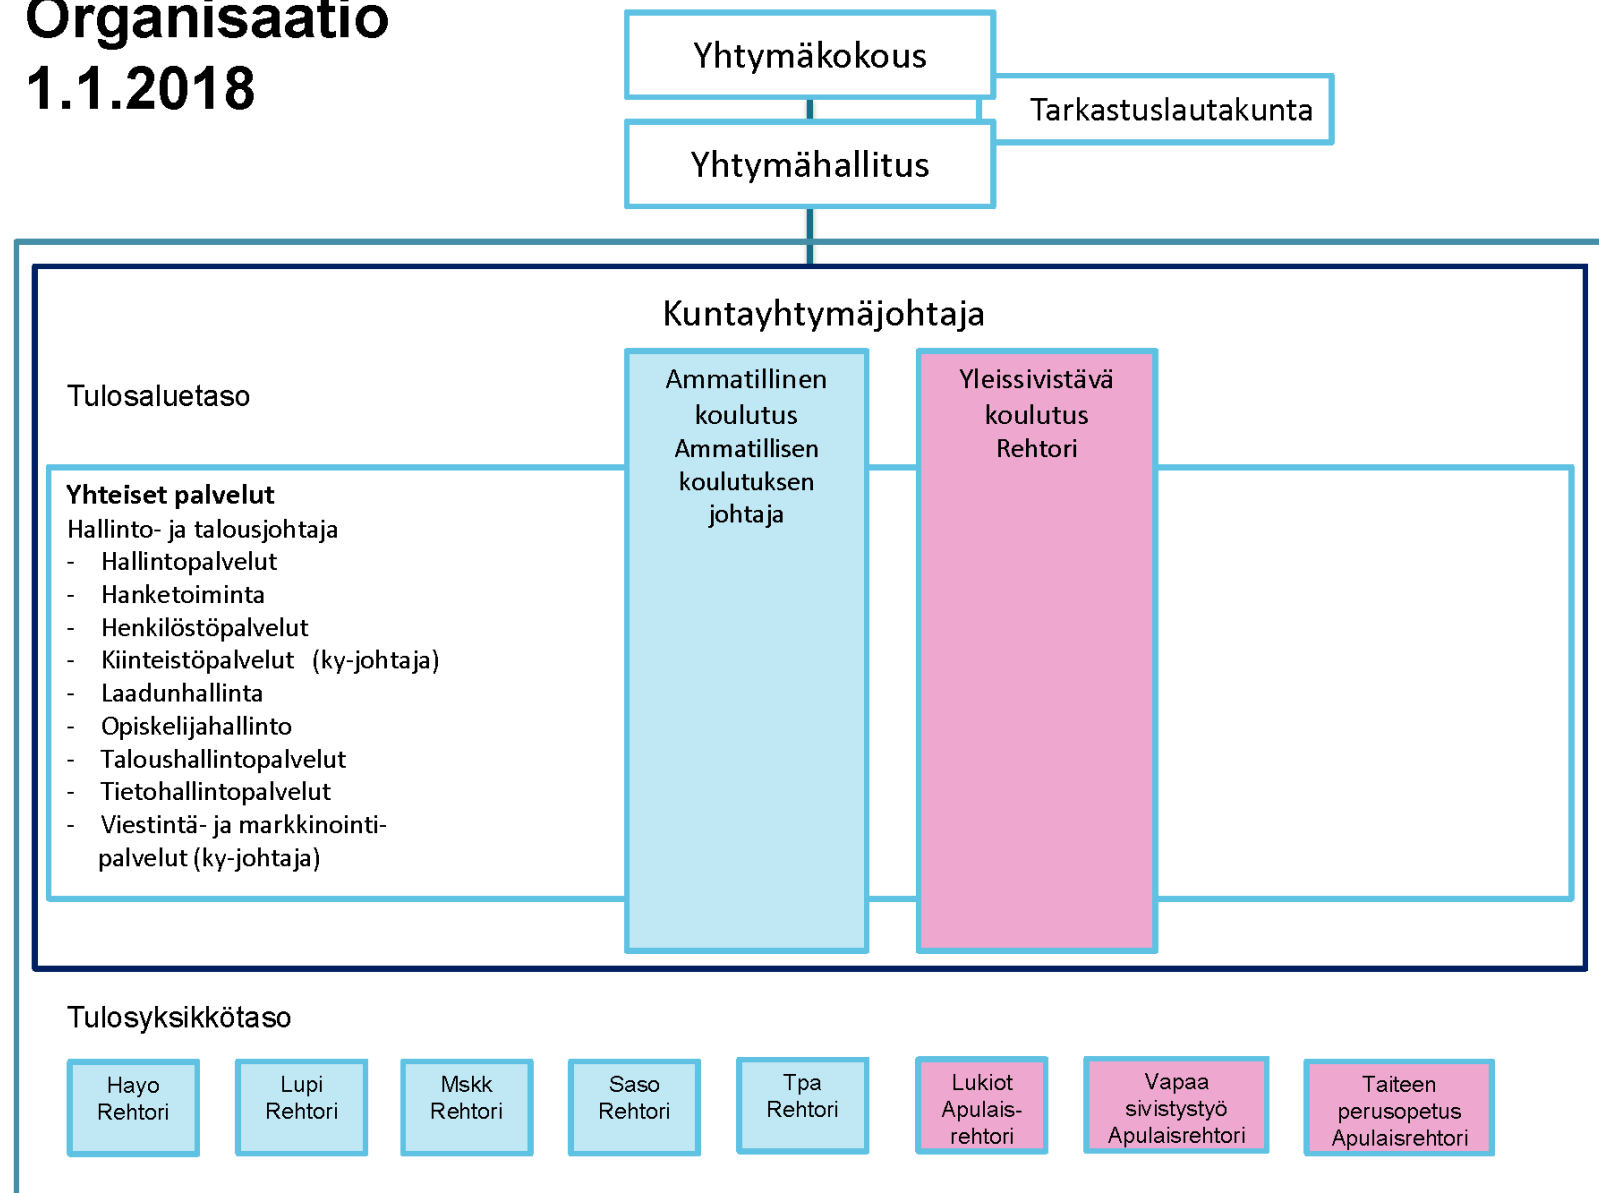 Organisaatio
1.1.2018
Yhtymäkokous
Tarkastuslautakunta
Yhtymähallitus
Kuntayhtymäjohtaja
Tulosaluetaso
Ammatillinen
koulutus
Ammatillisen
koulutuksen
johtaja
Yleissivistävä
koulutus
Rehtori
Yhteiset palvelut
Hallinto- ja talousjohtaja
- Hallintopalvelut
- Hanketoiminta
- Henkilöstöpalvelut
- Kiinteistöpalvelut (ky-johtaja)
- Laadunhallinta
- Opiskelijahallinto
- Taloushallintopalvelut
- Tietohallintopalvelut
- Viestintä- ja markkinointi-
palvelut (ky-johtaja)
Tulosyksikkötaso
Hayo
Rehtori
Lupi
Rehtori
Mskk
Rehtori
Saso
Rehtori
Tpa
Rehtori
Lukiot
Apulais-
rehtori
Vapaa
sivistystyö
Apulaisrehtori
Taiteen
perusopetus
Apulaisrehtori